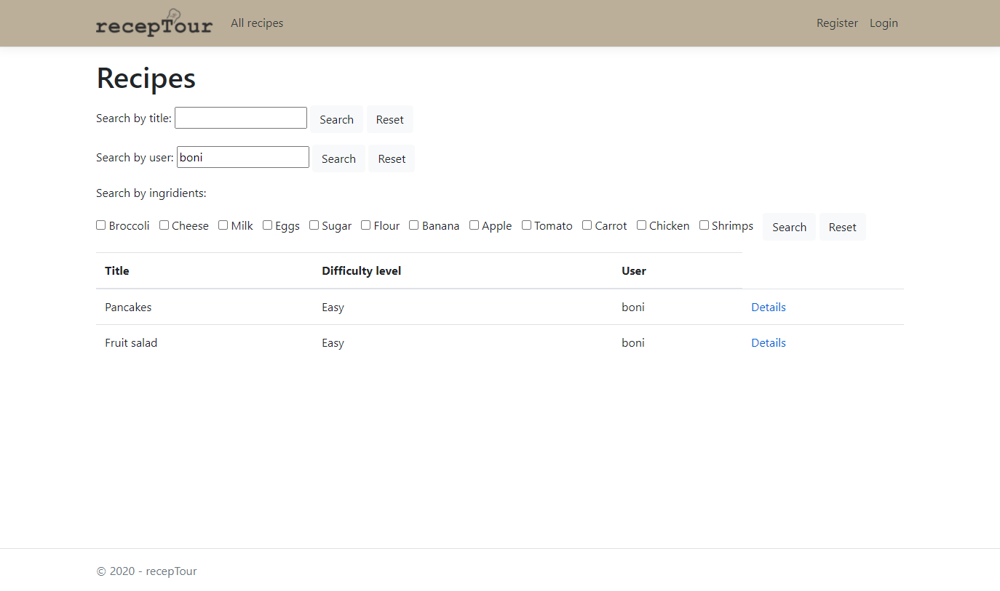 recepTour All recipes Register Login
Recipes
Search by title: Search Reset
Search by user: boni Search Reset
Search by ingridients:
Broccoli Cheese Milk Eggs Sugar Flour Banana Apple Tomato Carrot Chicken Shrimps Search Reset
Title Difficulty level User
Pancakes Easy boni Details
Fruit salad Easy boni Details
© 2020 - recepTour